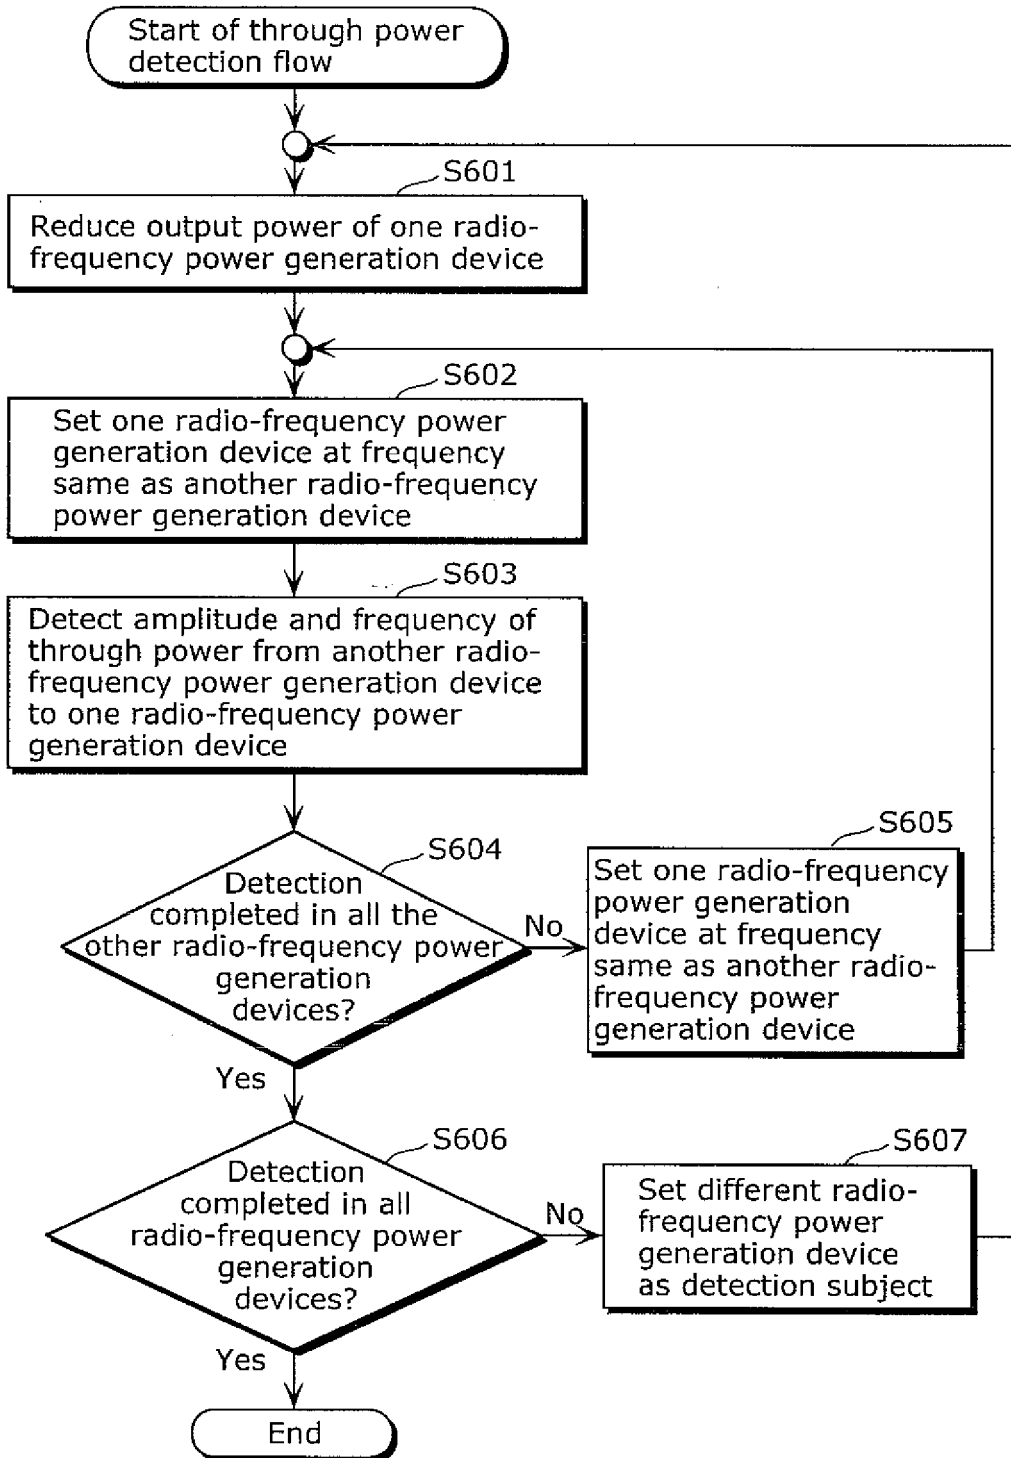 Start of through power
detection flow
S601
Reduce output power of one radio-
frequency power generation device
S602
Set one radio-frequency power
generation device at frequency
same as another radio-frequency
power generation device
S603
Detect amplitude and frequency of
through power from another radio-
frequency power generation device
to one radio-frequency power
generation device
S604
Detection
completed in all the
other radio-frequency power
generation
devices?
No
S605
Set one radio-frequency
power generation
device at frequency
same as another radio-
frequency power
generation device
Yes
S606
Detection
completed in all
radio-frequency power
generation
devices?
No
S607
Set different radio-
frequency power
generation device
as detection subject
Yes
End